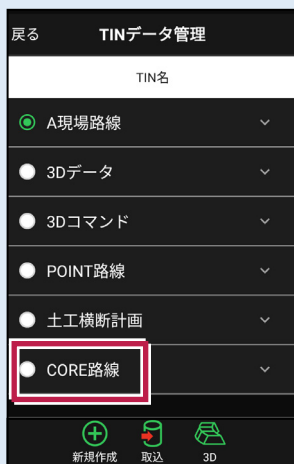 戻る TINデータ管理
TIN名
A現場路線
3Dデータ
3Dコマンド
POINT路線
土工横断計画
CORE路線
新規作成 取込 3D